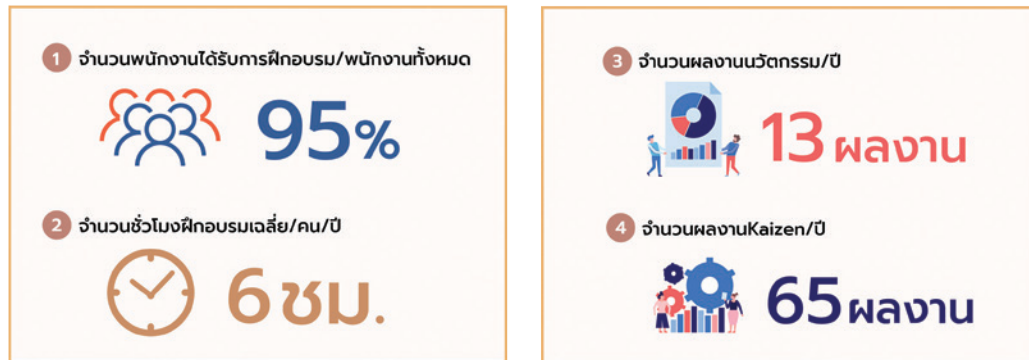 1 จำนวนพนักงานได้รับการฝึกอบรม/พนักงานทั้งหมด
95%
2 จำนวนชั่วโมงฝึกอบรมเฉลี่ย/คน/ปี
6 ชม.
3 จำนวนผลงานนวัตกรรม/ปี
13 ผลงาน
4 จำนวนผลงานKaizen/ปี
65 ผลงาน